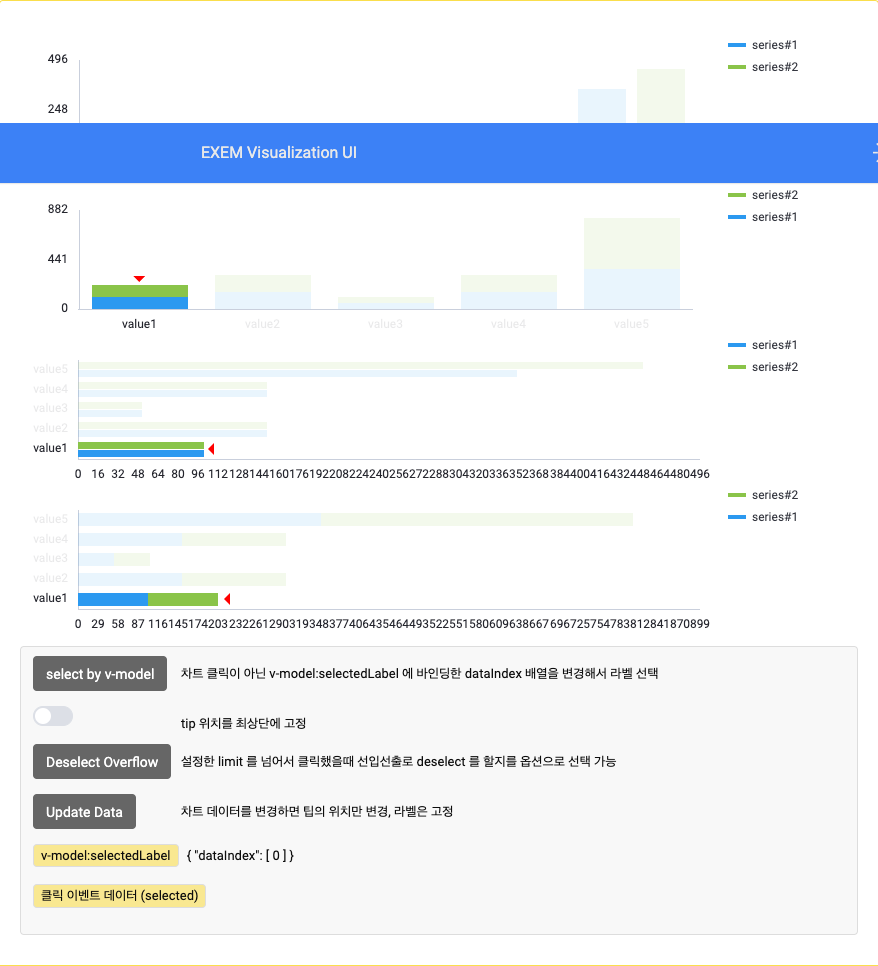 series#1
series#2
496
248
EXEM Visualization UI
series#2
series#1
882
441
0
value1 value2 value3 value4 value5
series#1
series#2
value5
value4
value3
value2
value1
0 16 32 48 64 80 96 112128144160176192208224240256272288304320336352368384400416432448464480496
series#2
series#1
value5
value4
value3
value2
value1
0 29 58 87 116145174203232261290319348377406435464493522551580609638667696725754783812841870899
select by v-model 차트 클릭이 아닌 v-model:selectedLabel 에 바인딩한 dataIndex 배열을 변경해서 라벨 선택
tip 위치를 최상단에 고정
Deselect Overflow 설정한 limit 를 넘어서 클릭했을때 선입선출로 deselect 를 할지를 옵션으로 선택 가능
Update Data 차트 데이터를 변경하면 팁의 위치만 변경, 라벨은 고정
v-model:selectedLabel { "dataIndex": [ 0 ] }
클릭 이벤트 데이터 (selected)